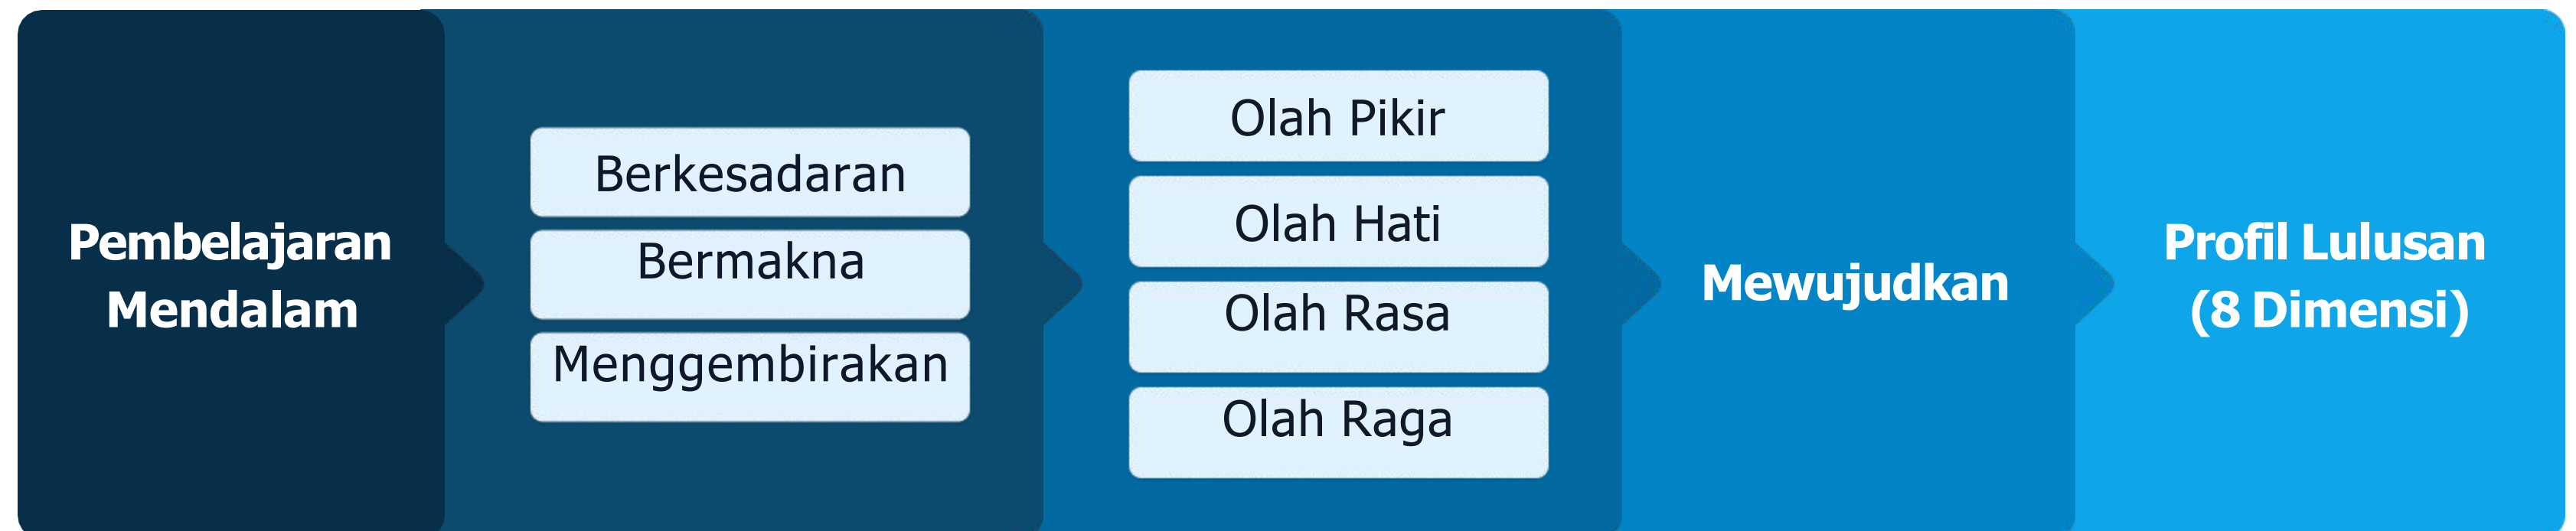 Pembelajaran
Mendalam
Berkesadaran
Bermakna
Menggembirakan
Olah Pikir
Olah Hati
Olah Rasa
Olah Raga
Mewujudkan
Profil Lulusan
(8 Dimensi)